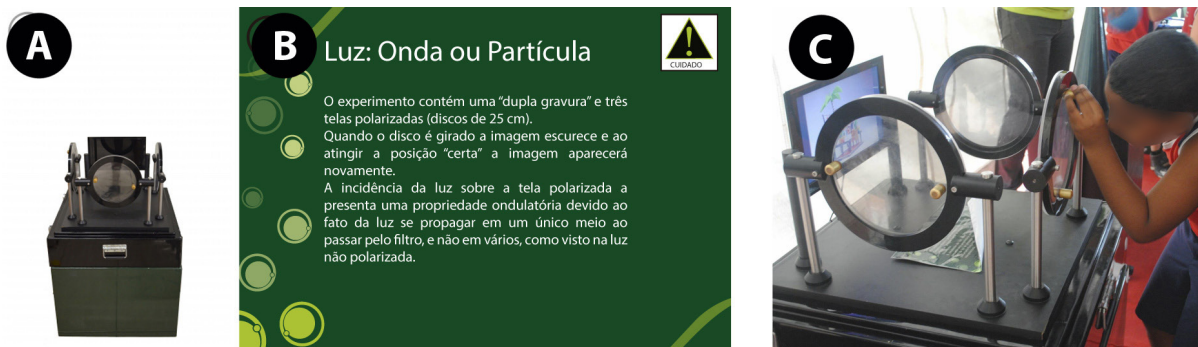 A
B
Luz: Onda ou Partícula
CUIDADO
O experimento contém uma “dupla gravura” e três
telas polarizadas (discos de 25 cm).
Quando o disco é girado a imagem escurece e ao
atingir a posição “certa” a imagem aparecerá
novamente.
A incidência da luz sobre a tela polarizada a
presenta uma propriedade ondulatória devido ao
fato da luz se propagar em um único meio ao
passar pelo filtro, e não em vários, como visto na luz
não polarizada.
C